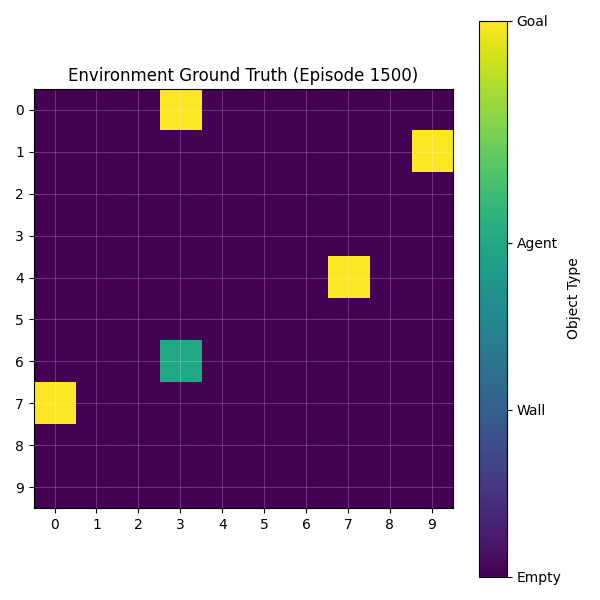 Environment Ground Truth (Episode 1500)
0
1
2
3
4
5
6
7
8
9
0 1 2 3 4 5 6 7 8 9
Goal
Agent
Wall
Empty
Object Type